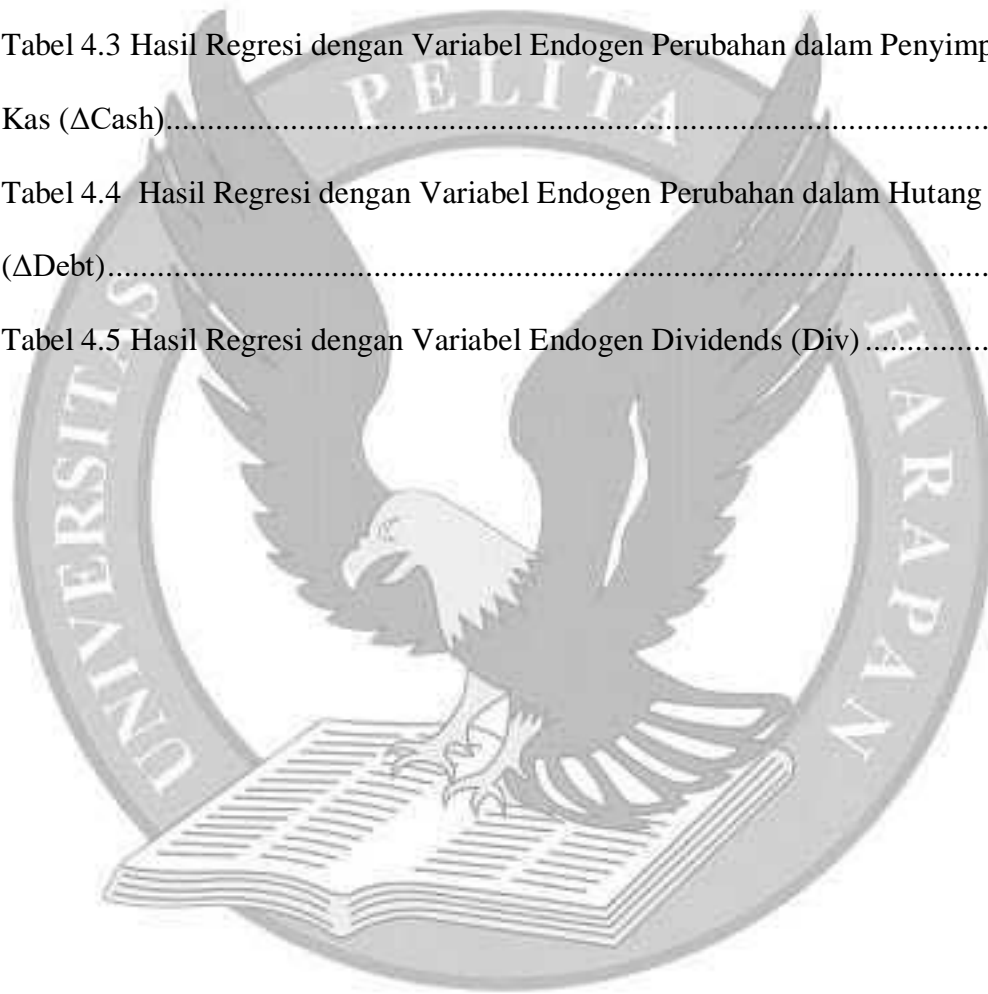 Tabel 4.3 Hasil Regresi dengan Variabel Endogen Perubahan dalam Penyimp
Kas (ΔCash)..........................................................................................
Tabel 4.4  Hasil Regresi dengan Variabel Endogen Perubahan dalam Hutang
(ΔDebt)..................................................................................................
Tabel 4.5 Hasil Regresi dengan Variabel Endogen Dividends (Div)...............
UNIVERSITAS PELITA HARAPAN